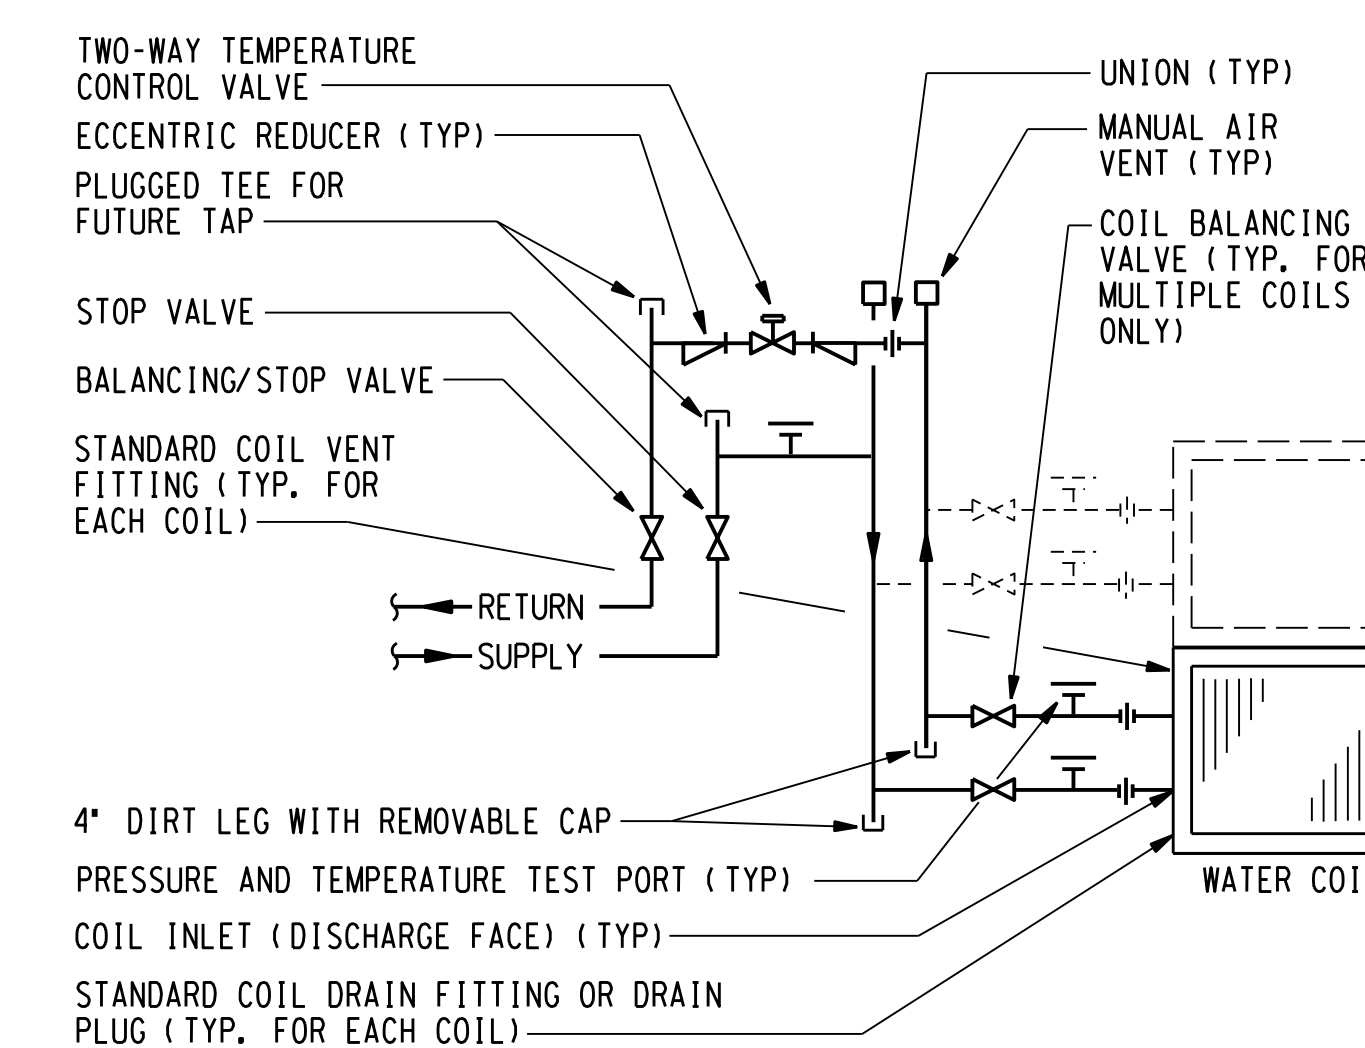 TWO-WAY TEMPERATURE
CONTROL VALVE
ECCENTRIC REDUCER (TYP)
PLUGGED TEE FOR
FUTURE TAP
STOP VALVE
BALANCING/STOP VALVE
STANDARD COIL VENT
FITTING (TYP. FOR
EACH COIL)
RETURN
SUPPLY
UNION (TYP)
MANUAL AIR
VENT (TYP)
COIL BALANCING
VALVE (TYP. FOR
MULTIPLE COILS
ONLY)
4" DIRT LEG WITH REMOVABLE CAP
PRESSURE AND TEMPERATURE TEST PORT (TYP)
COIL INLET (DISCHARGE FACE) (TYP)
STANDARD COIL DRAIN FITTING OR DRAIN
PLUG (TYP. FOR EACH COIL)
WATER COI